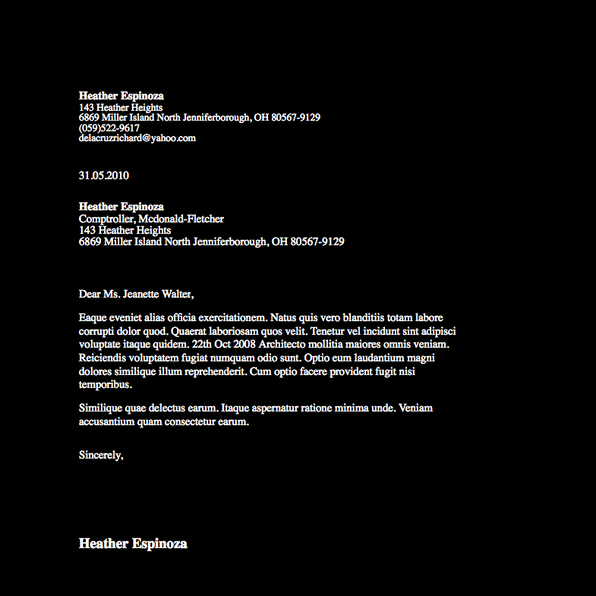 Heather Espinoza
143 Heather Heights
6869 Miller Island North Jenniferborough, OH 80567-9129
(059)522-9617
delacruzrichard@yahoo.com
31.05.2010
Heather Espinoza
Comptroller, Mcdonald-Fletcher
143 Heather Heights
6869 Miller Island North Jenniferborough, OH 80567-9129
Dear Ms. Jeanette Walter,
Eaque eveniet alias officia exercitationem. Natus quis vero blanditiis totam labore
corrupti dolor quod. Quaerat laboriosam quos velit. Tenetur vel incidunt sint adipisci
voluptate itaque quidem. 22th Oct 2008 Architecto mollitia maiores omnis veniam.
Reiciendis voluptatem fugiat numquam odio sunt. Optio eum laudantium magni
dolores similique illum reprehenderit. Cum optio facere provident fugit nisi
temporibus.
Similique quae delectus earum. Itaque aspernatur ratione minima unde. Veniam
accusantium quam consectetur earum.
Sincerely,
Heather Espinoza